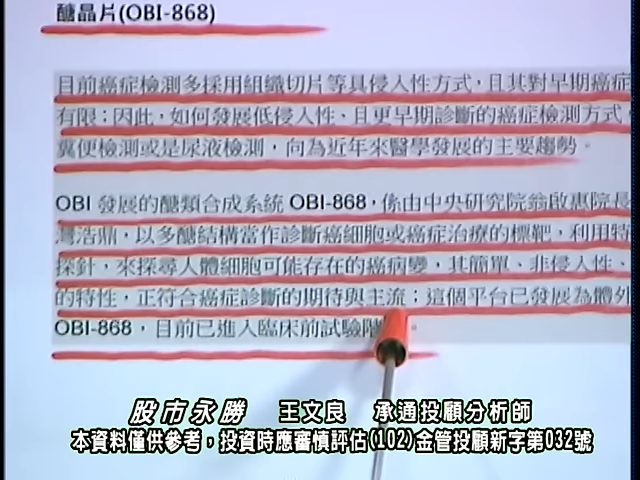 醣晶片(OBI-868)
目前癌症檢測多採用組織切片等具侵入性方式，且其對早期癌症
有限；因此，如何發展低侵入性、且更早期診斷的癌症檢測方式，
糞便檢測或是尿液檢測，向為近年來醫學發展的主要趨勢。
OBI 發展的醣類合成系統 OBI-868，係由中央研究院翁啟惠院長
灣浩鼎，以多醣結構當作診斷癌細胞或癌症治療的標靶，利用特
探針，來探尋人體細胞可能存在的癌病變，其簡單、非侵入性、
的特性，正符合癌症診斷的期待與主流；這個平台已發展為體外
OBI-868，目前已進入臨床前試驗階。
股市永勝 王文良 承通投顧分析師
本資料僅供參考，投資時應審慎評估(102)金管投顧新字第032號